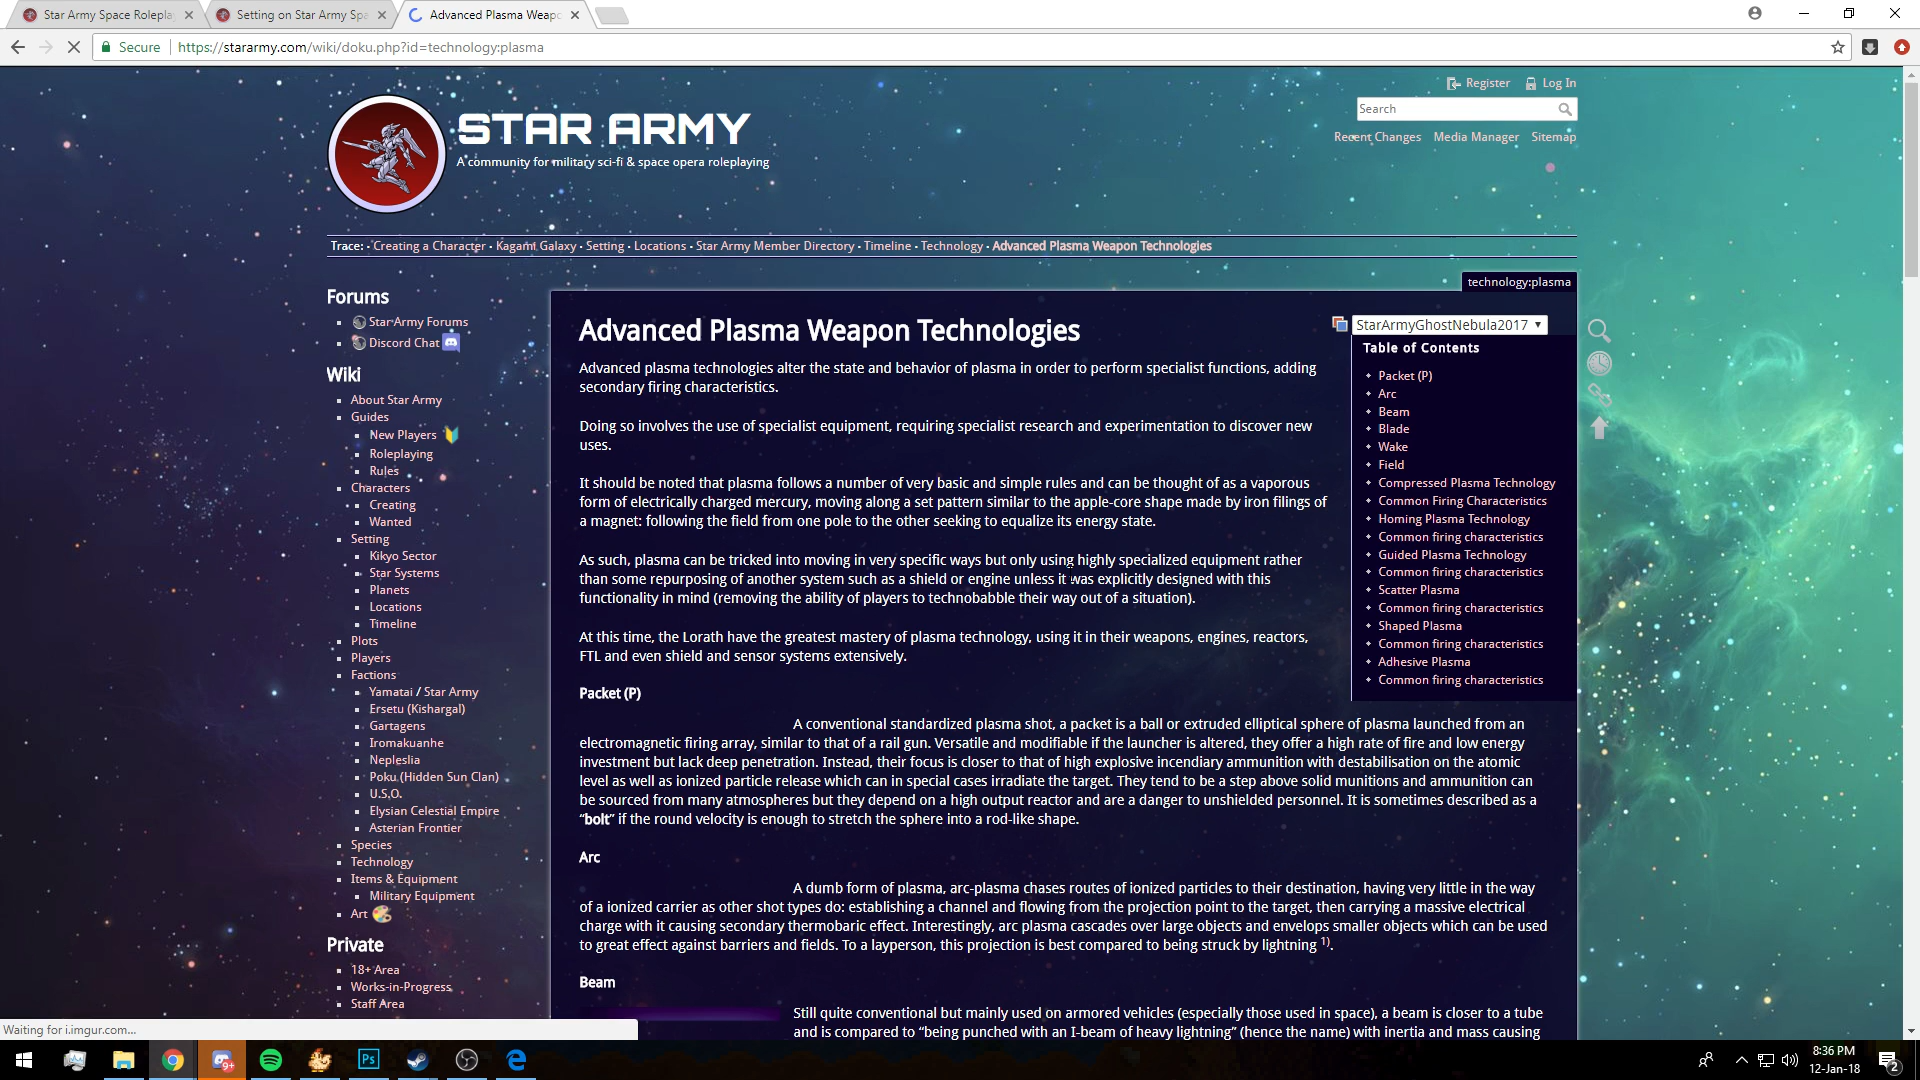 Star Army Space Rolepla
Setting on Star Army Spa
Advanced Plasma Weapo
Secure
https://stararmy.com/wiki/doku.php?id=technology:plasma
Register
Log In
Search
Recent Changes
Media Manager
Sitemap
STAR ARMY
A community for military sci-fi & space opera roleplaying
Trace: • Creating a Character • Kagami Galaxy • Setting • Locations • Star Army Member Directory • Timeline • Technology • Advanced Plasma Weapon Technologies
technology:plasma
Forums
Star Army Forums
Discord Chat
Wiki
About Star Army
Guides
New Players
Roleplaying
Rules
Characters
Creating
Wanted
Setting
Kikyo Sector
Star Systems
Planets
Locations
Timeline
Plots
Players
Factions
Yamatai / Star Army
Ersetu (Kishargal)
Gartagens
Iromakuanhe
Nepleslia
Poku (Hidden Sun Clan)
U.S.O.
Elysian Celestial Empire
Asterian Frontier
Species
Technology
Items & Equipment
Military Equipment
Art
Private
18+ Area
Works-in-Progress
Staff Area
Advanced Plasma Weapon Technologies
Advanced plasma technologies alter the state and behavior of plasma in order to perform specialist functions, adding
secondary firing characteristics.
Doing so involves the use of specialist equipment, requiring specialist research and experimentation to discover new
uses.
It should be noted that plasma follows a number of very basic and simple rules and can be thought of as a vaporous
form of electrically charged mercury, moving along a set pattern similar to the apple-core shape made by iron filings of
a magnet: following the field from one pole to the other seeking to equalize its energy state.
As such, plasma can be tricked into moving in very specific ways but only using highly specialized equipment rather
than some repurposing of another system such as a shield or engine unless it was explicitly designed with this
functionality in mind (removing the ability of players to technobabble their way out of a situation).
At this time, the Lorath have the greatest mastery of plasma technology, using it in their weapons, engines, reactors,
FTL and even shield and sensor systems extensively.
StarArmyGhostNebula2017
Table of Contents
Packet (P)
Arc
Beam
Blade
Wake
Field
Compressed Plasma Technology
Common Firing Characteristics
Homing Plasma Technology
Common firing characteristics
Guided Plasma Technology
Common firing characteristics
Scatter Plasma
Common firing characteristics
Shaped Plasma
Common firing characteristics
Adhesive Plasma
Common firing characteristics
Packet (P)
A conventional standardized plasma shot, a packet is a ball or extruded elliptical sphere of plasma launched from an
electromagnetic firing array, similar to that of a rail gun. Versatile and modifiable if the launcher is altered, they offer a high rate of fire and low energy
investment but lack deep penetration. Instead, their focus is closer to that of high explosive incendiary ammunition with destabilisation on the atomic
level as well as ionized particle release which can in special cases irradiate the target. They tend to be a step above solid munitions and ammunition can
be sourced from many atmospheres but they depend on a high output reactor and are a danger to unshielded personnel. It is sometimes described as a
“bolt” if the round velocity is enough to stretch the sphere into a rod-like shape.
Arc
A dumb form of plasma, arc-plasma chases routes of ionized particles to their destination, having very little in the way
of a ionized carrier as other shot types do: establishing a channel and flowing from the projection point to the target, then carrying a massive electrical
charge with it causing secondary thermobaric effect. Interestingly, arc plasma cascades over large objects and envelops smaller objects which can be used
to great effect against barriers and fields. To a layperson, this projection is best compared to being struck by lightning 1).
Beam
Still quite conventional but mainly used on armored vehicles (especially those used in space), a beam is closer to a tube
and is compared to “being punched with an I-beam of heavy lightning” (hence the name) with inertia and mass causing
Waiting for i.imgur.com...
9+
Ps
8:36 PM
12-Jan-18
2